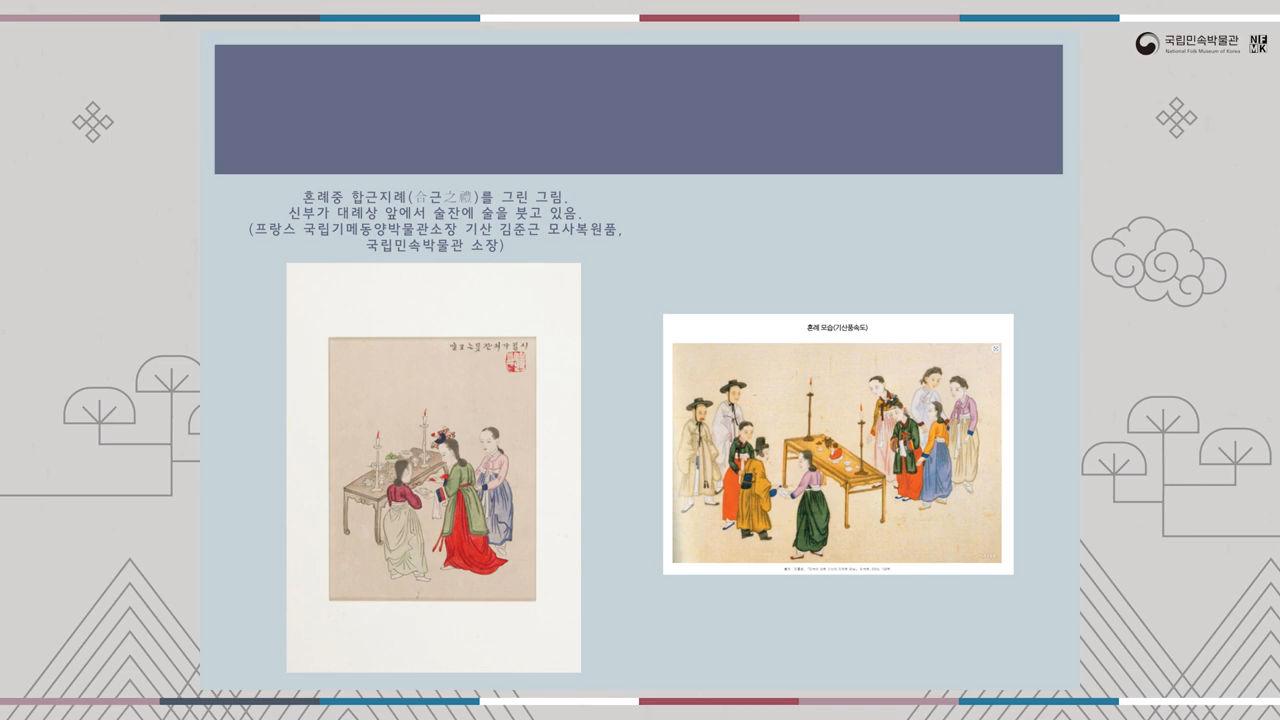 국립민속박물관
National Folk Museum of Korea
NF
MK
혼례중 합근지례(合근之禮)를 그린 그림.
신부가 대례상 앞에서 술잔에 술을 붓고 있음.
(프랑스 국립기메동양박물관소장 기산 김준근 모사복원품,
국립민속박물관 소장)
혼례 모습(기산풍속도)